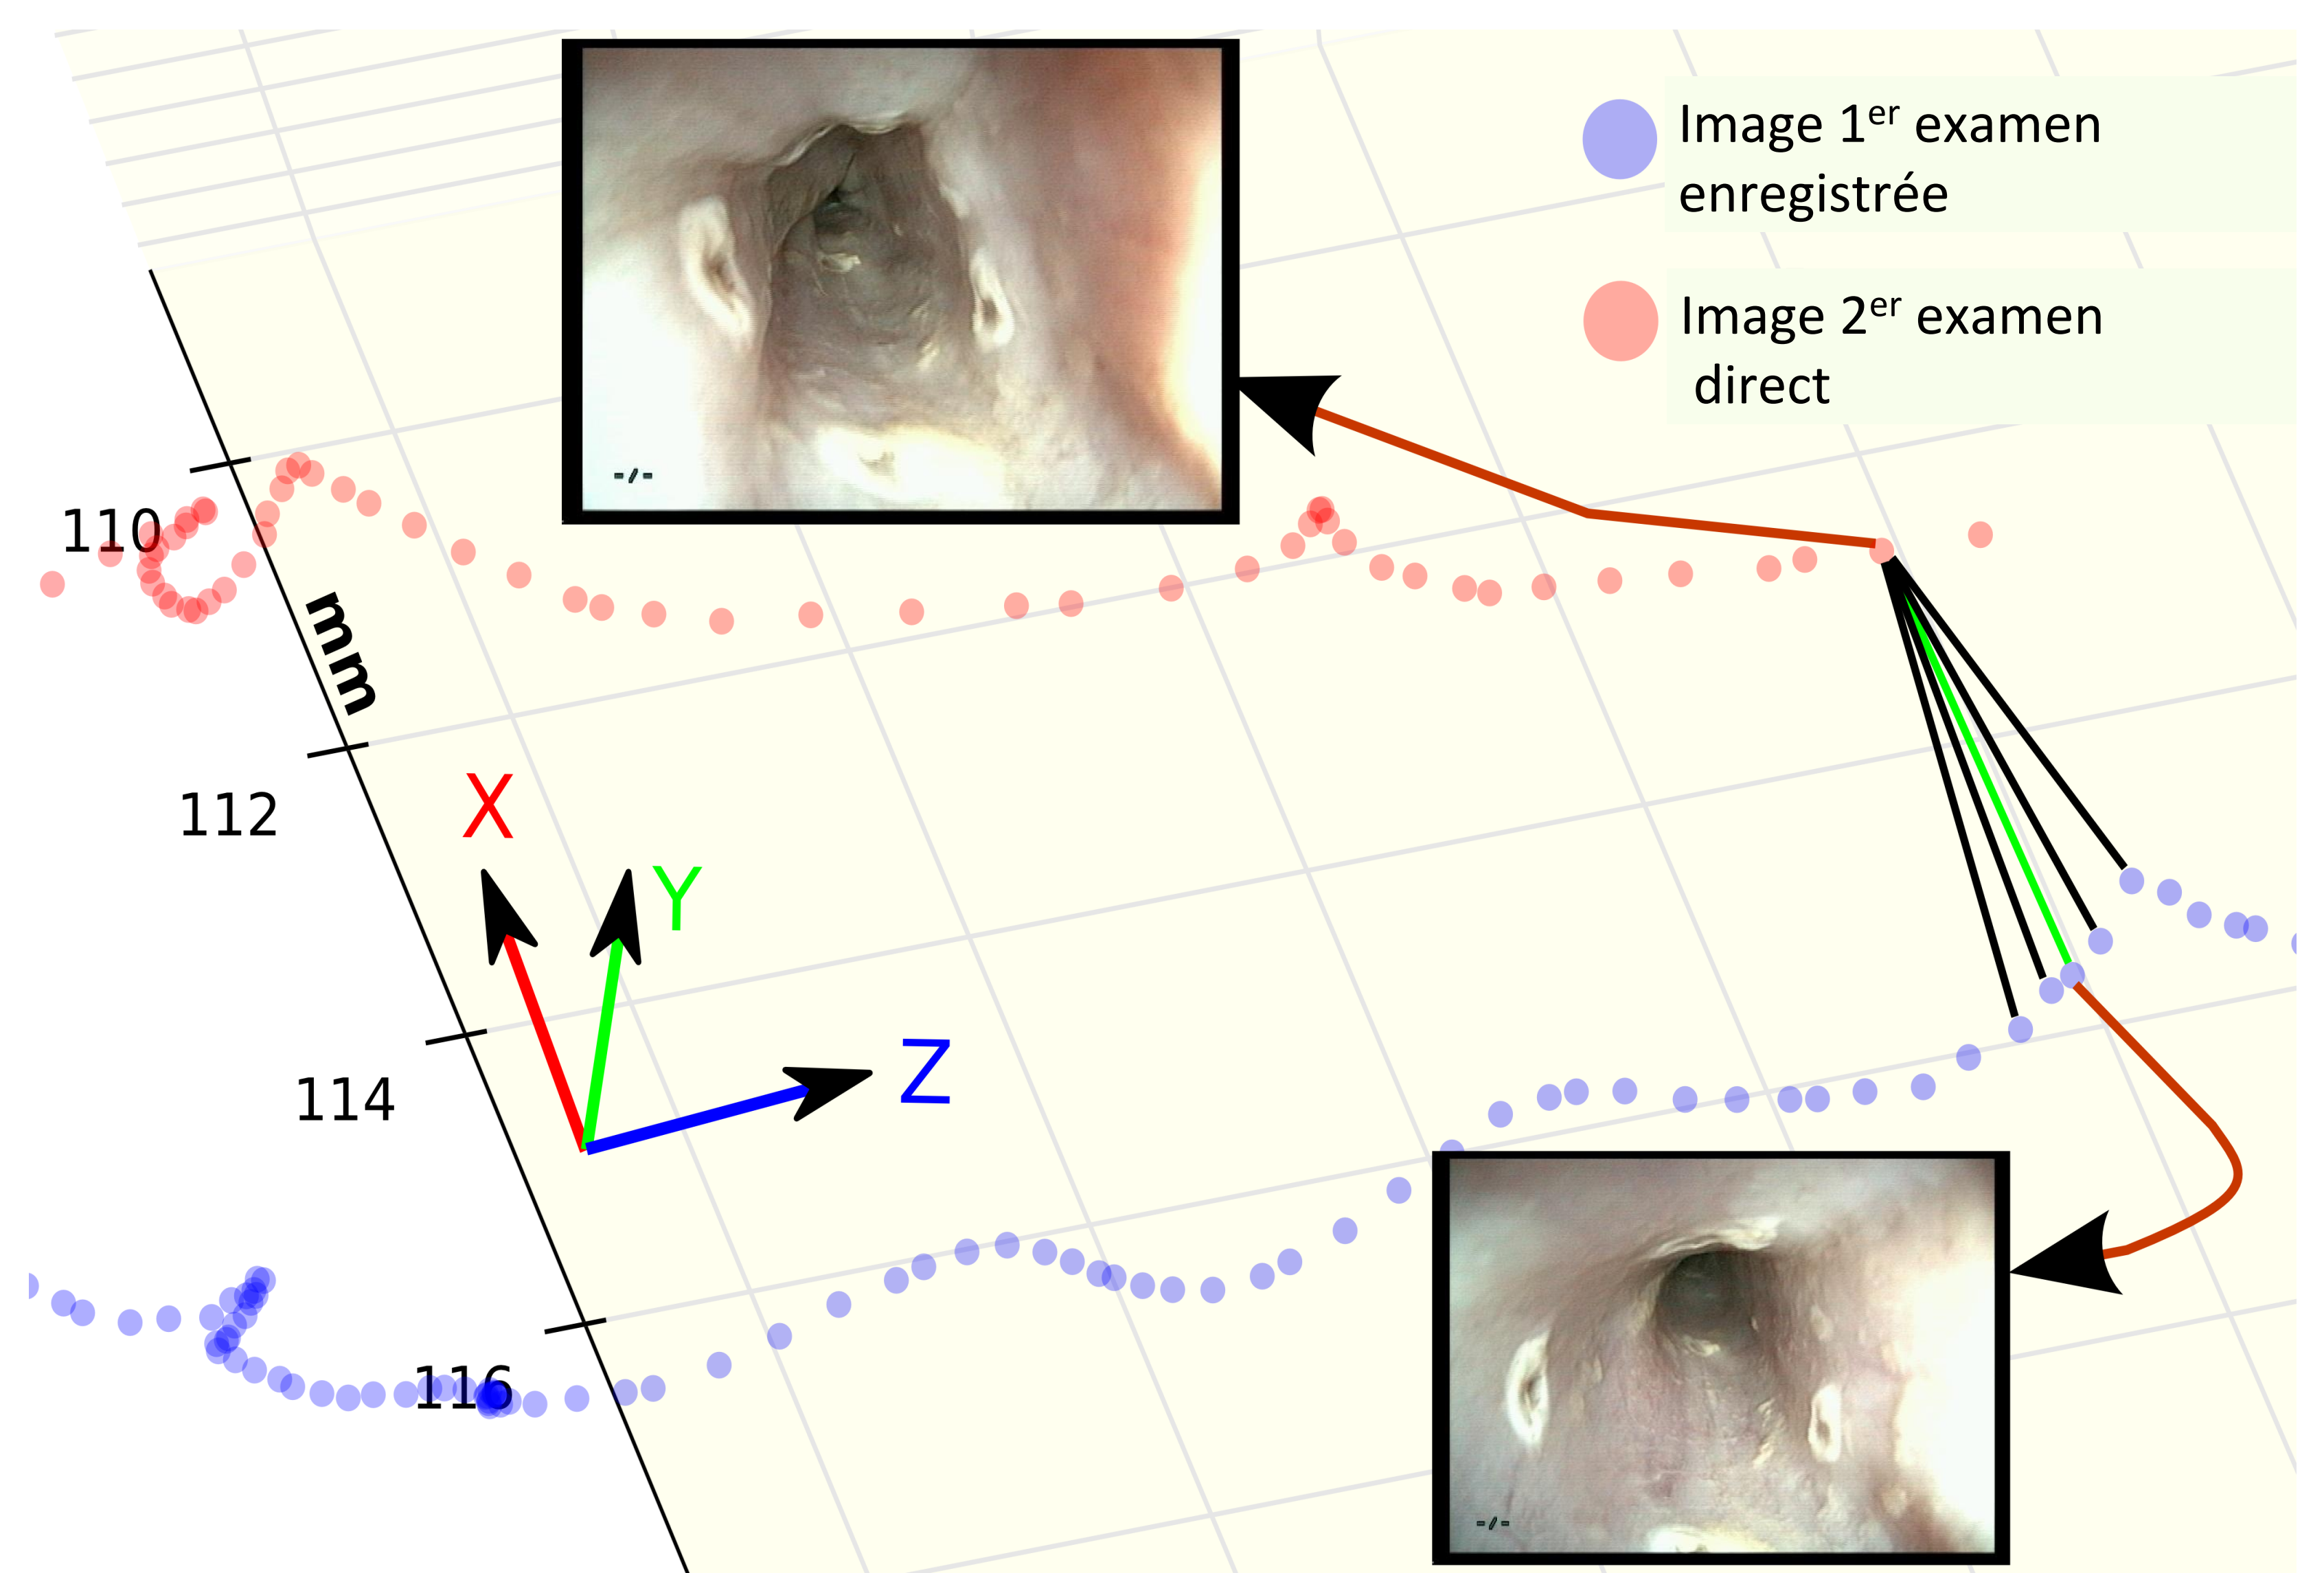 Image 1er examen
enregistrée
Image 2er examen
direct
-/-
110
mm
112
X
Y
114
Z
116
-/-